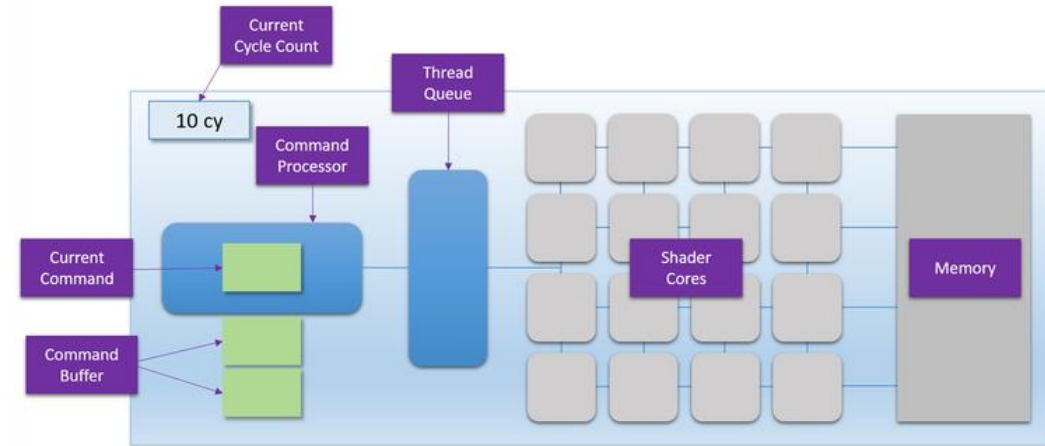 Current
Cycle Count
Thread
Queue
10 cy
Command
Processor
Current
Command
Shader
Cores
Memory
Command
Buffer